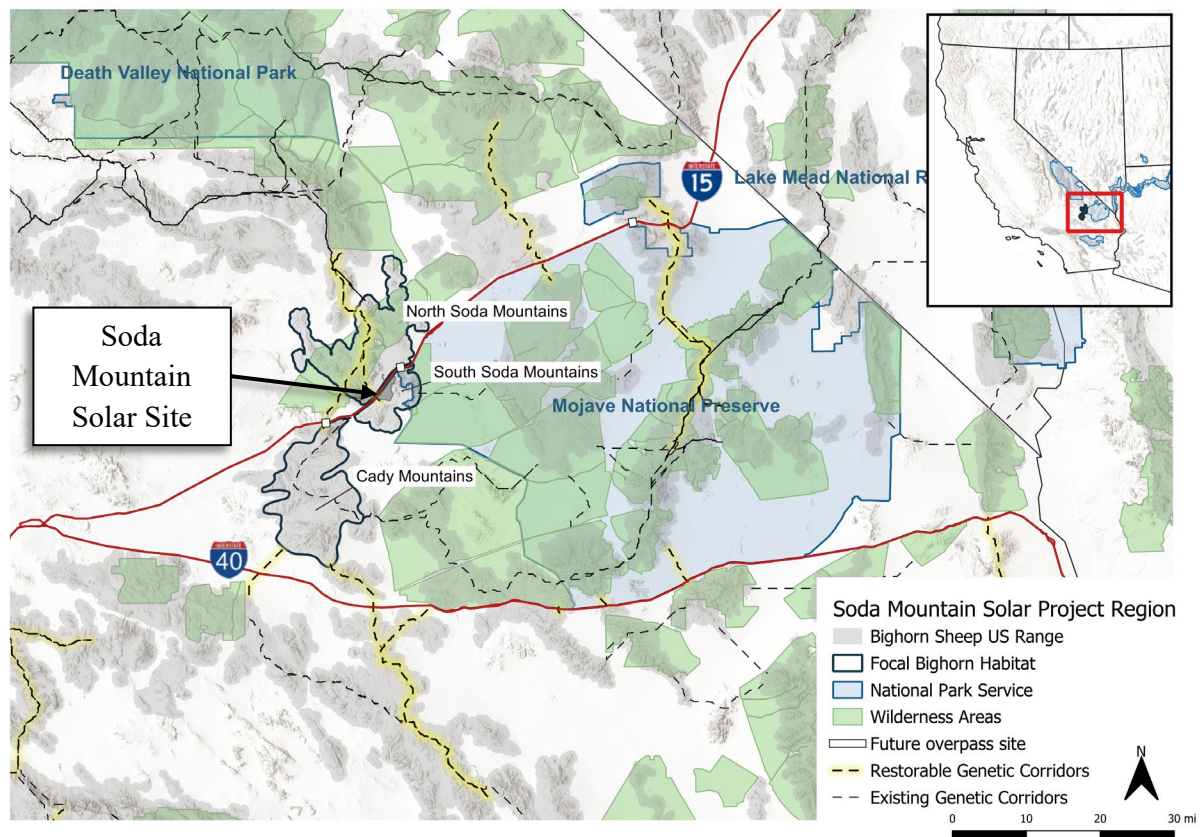 Death Valley National Park
INTERSTATE
15
Lake Mead National R
North Soda Mountains
Soda
Mountain
Solar Site
South Soda Mountains
Mojave National Preserve
Cady Mountains
INTERSTATE
40
Soda Mountain Solar Project Region
Bighorn Sheep US Range
Focal Bighorn Habitat
National Park Service
Wilderness Areas
Future overpass site
Restorable Genetic Corridors
Existing Genetic Corridors
N
0 10 20 30 mi